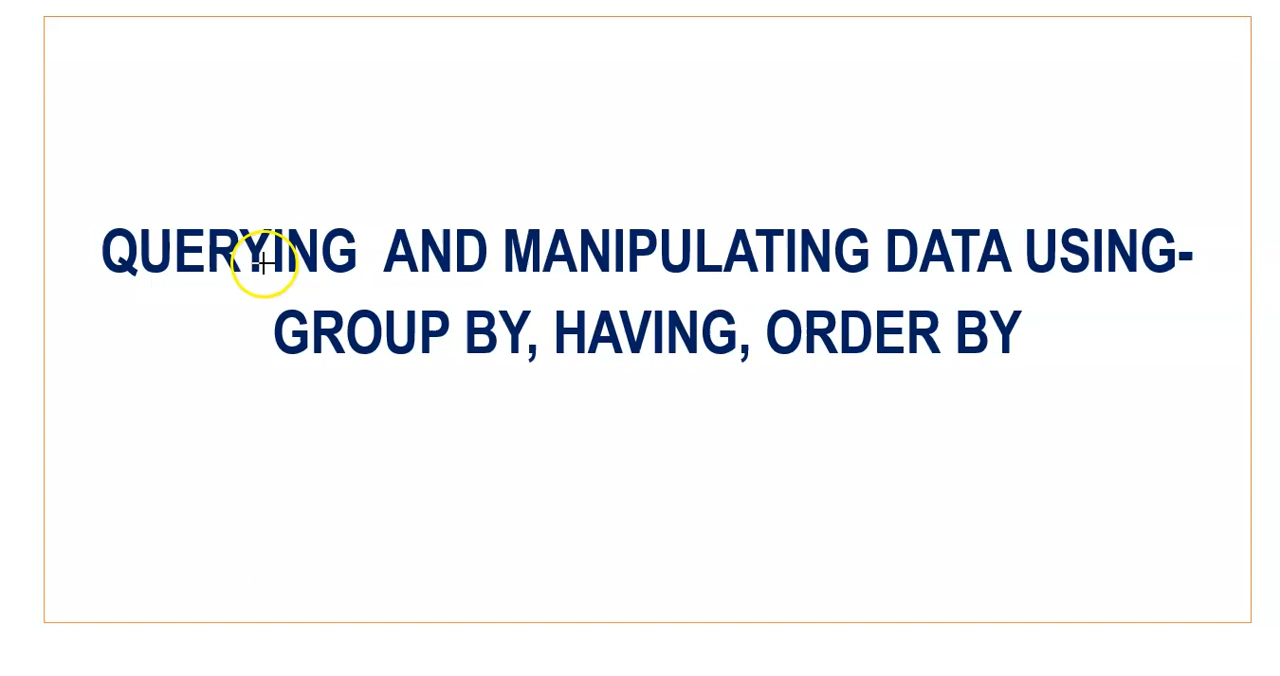 QUERYING  AND MANIPULATING DATA USING-
GROUP BY, HAVING, ORDER BY